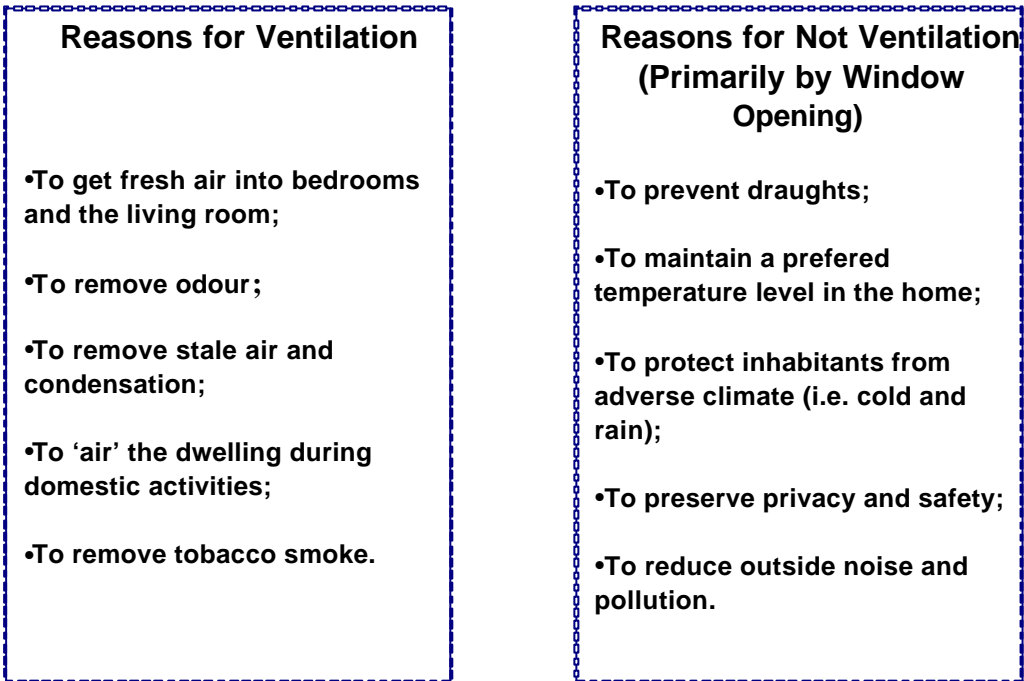 Reasons for Ventilation
•To get fresh air into bedrooms
and the living room;
•To remove odour;
•To remove stale air and
condensation;
•To ‘air’ the dwelling during
domestic activities;
•To remove tobacco smoke.
Reasons for Not Ventilation
(Primarily by Window
Opening)
•To prevent draughts;
•To maintain a prefered
temperature level in the home;
•To protect inhabitants from
adverse climate (i.e. cold and
rain);
•To preserve privacy and safety;
•To reduce outside noise and
pollution.